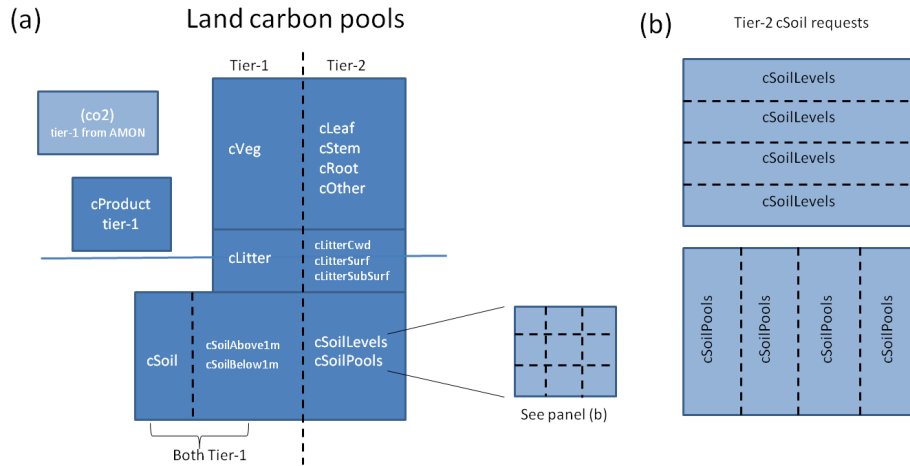 (a)
Land carbon pools
Tier-1
Tier-2
(co2)
tier-1 from AMON
cProduct
tier-1
cVeg
cLeaf
cStem
cRoot
cOther
cLitter
cLitterCwd
cLitterSurf
cLitterSubSurf
cSoil
cSoilAbove1m
cSoilBelow1m
cSoilLevels
cSoilPools
Both Tier-1
See panel (b)
(b)
Tier-2 cSoil requests
cSoilLevels
cSoilLevels
cSoilLevels
cSoilLevels
cSoilPools
cSoilPools
cSoilPools
cSoilPools